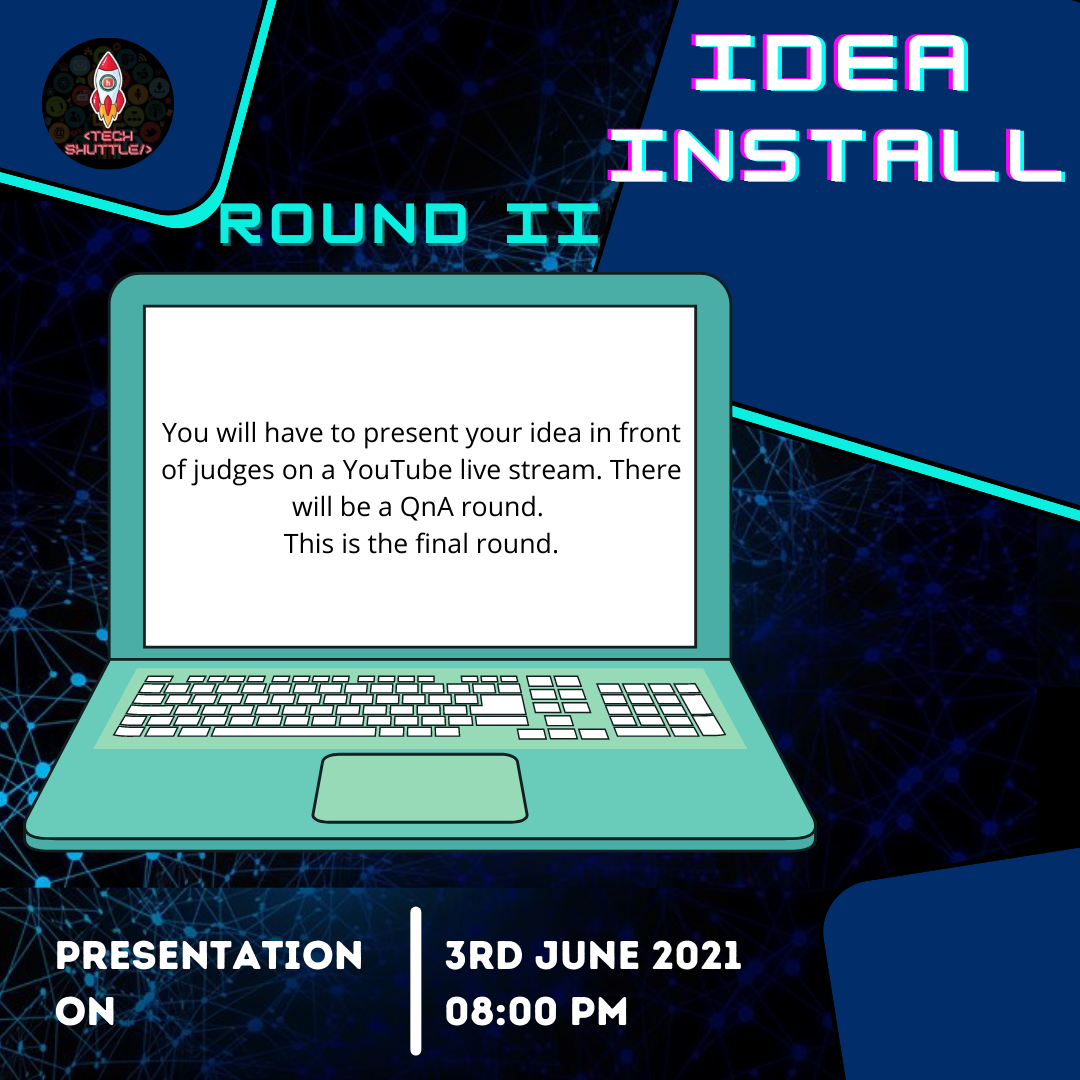 <TECH
SHUTTLE/>
IDEA
INSTALL
ROUND II
You will have to present your idea in front
of judges on a YouTube live stream. There
will be a QnA round.
This is the final round.
PRESENTATION
ON
3RD JUNE 2021
08:00 PM